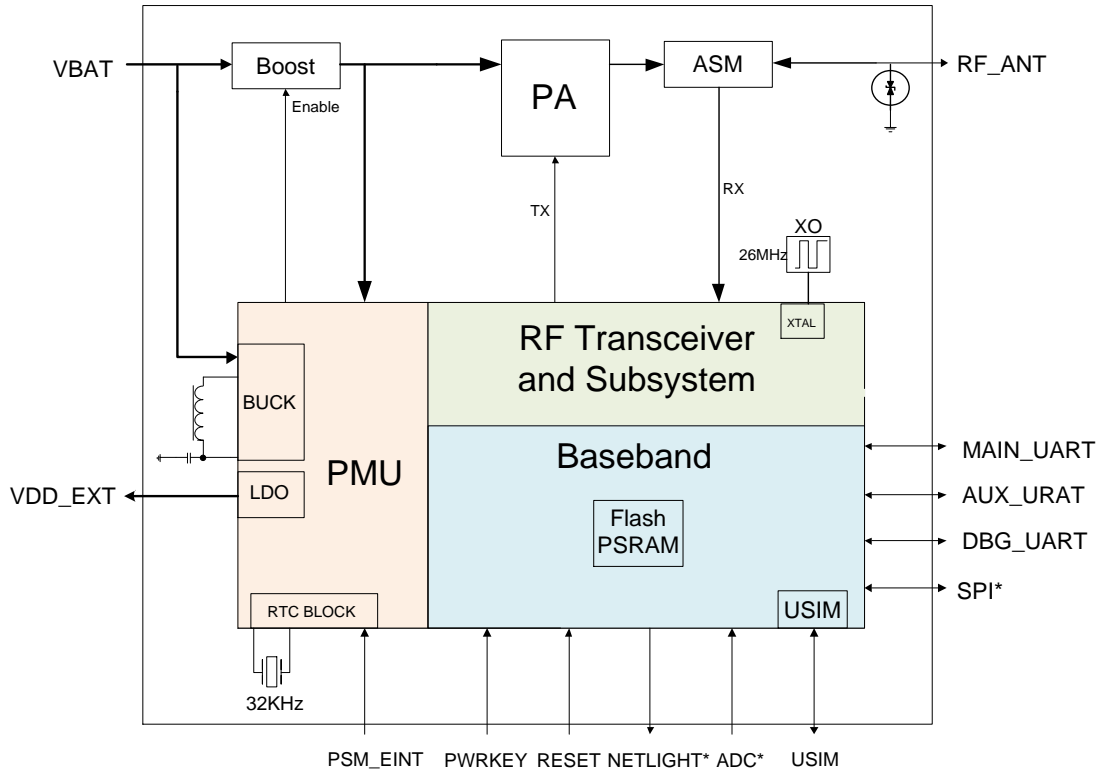 VBAT
Boost
PA
ASM
RF_ANT
Enable
TX
RX
XO
26MHz
XTAL
RF Transceiver
and Subsystem
BUCK
PMU
Baseband
MAIN_UART
LDO
VDD_EXT
Flash
PSRAM
AUX_URAT
DBG_UART
SPI*
RTC BLOCK
USIM
32KHz
PSM_EINT
PWRKEY
RESET
NETLIGHT*
ADC*
USIM